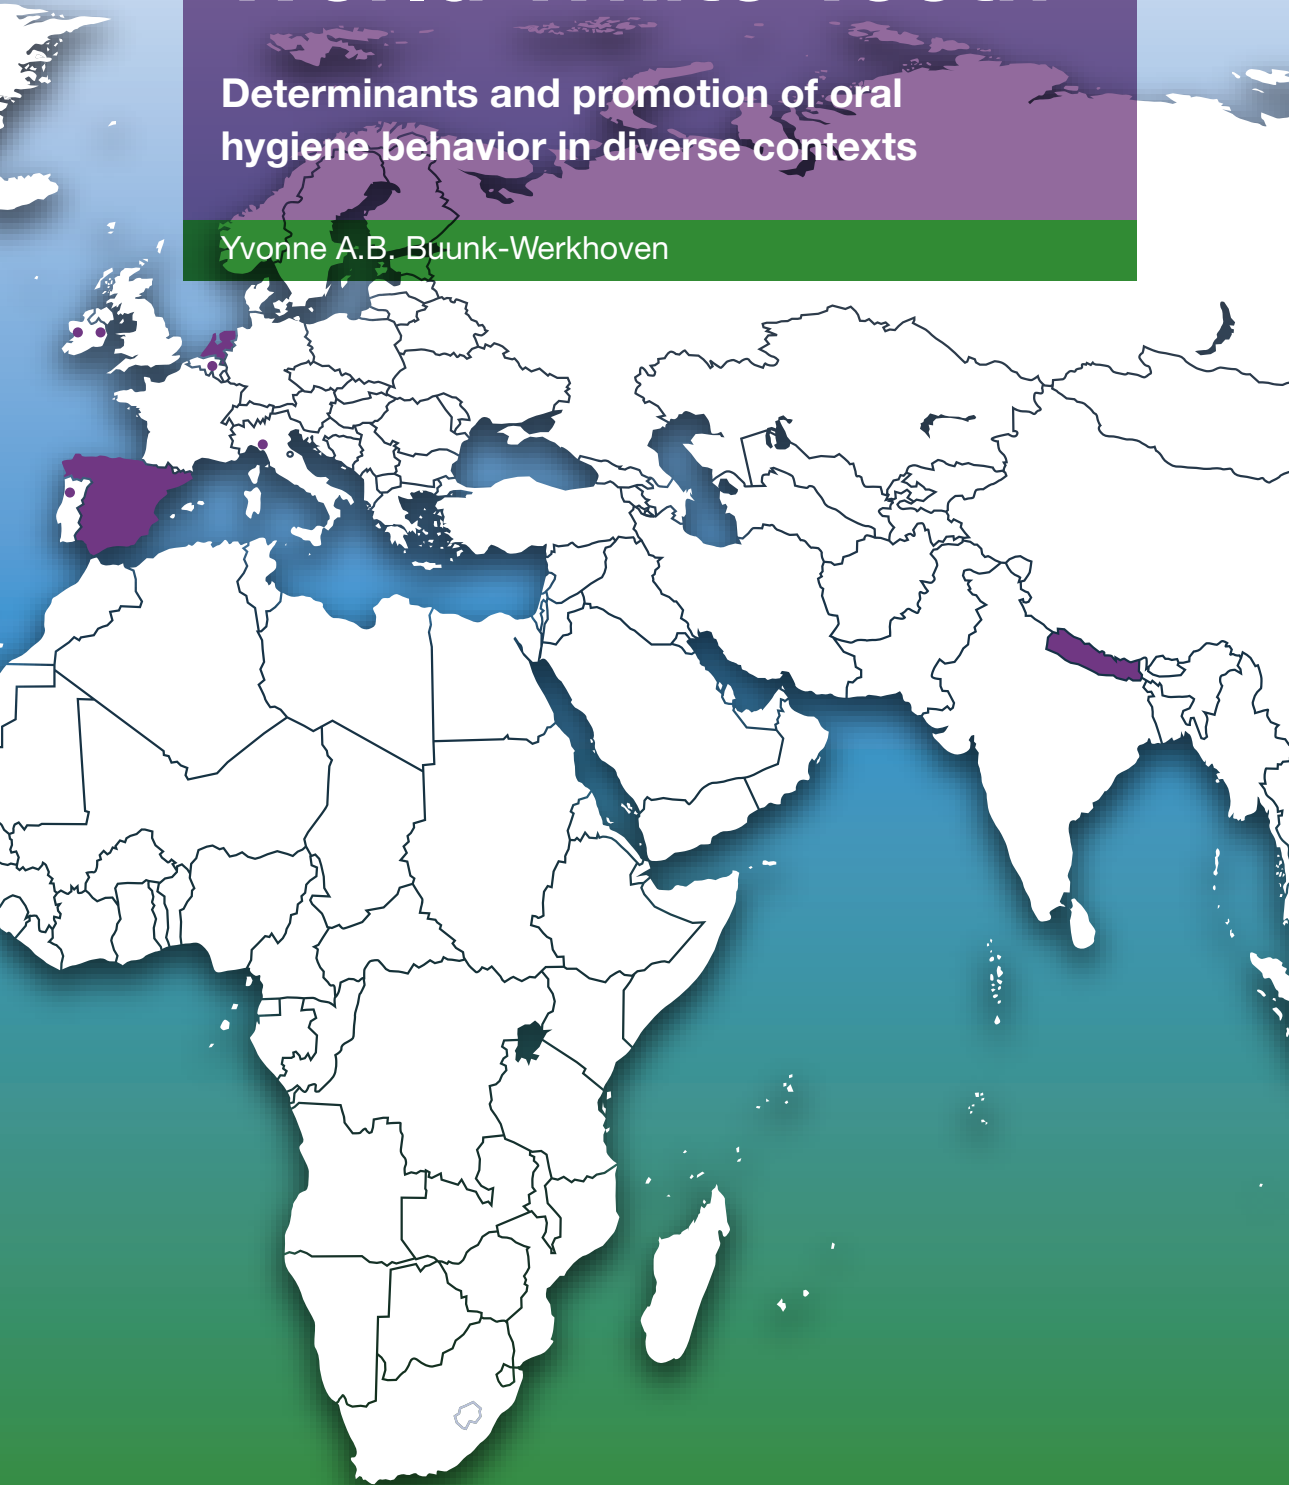 Determinants and promotion of oral
hygiene behavior in diverse contexts
Yvonne A.B. Buunk-Werkhoven